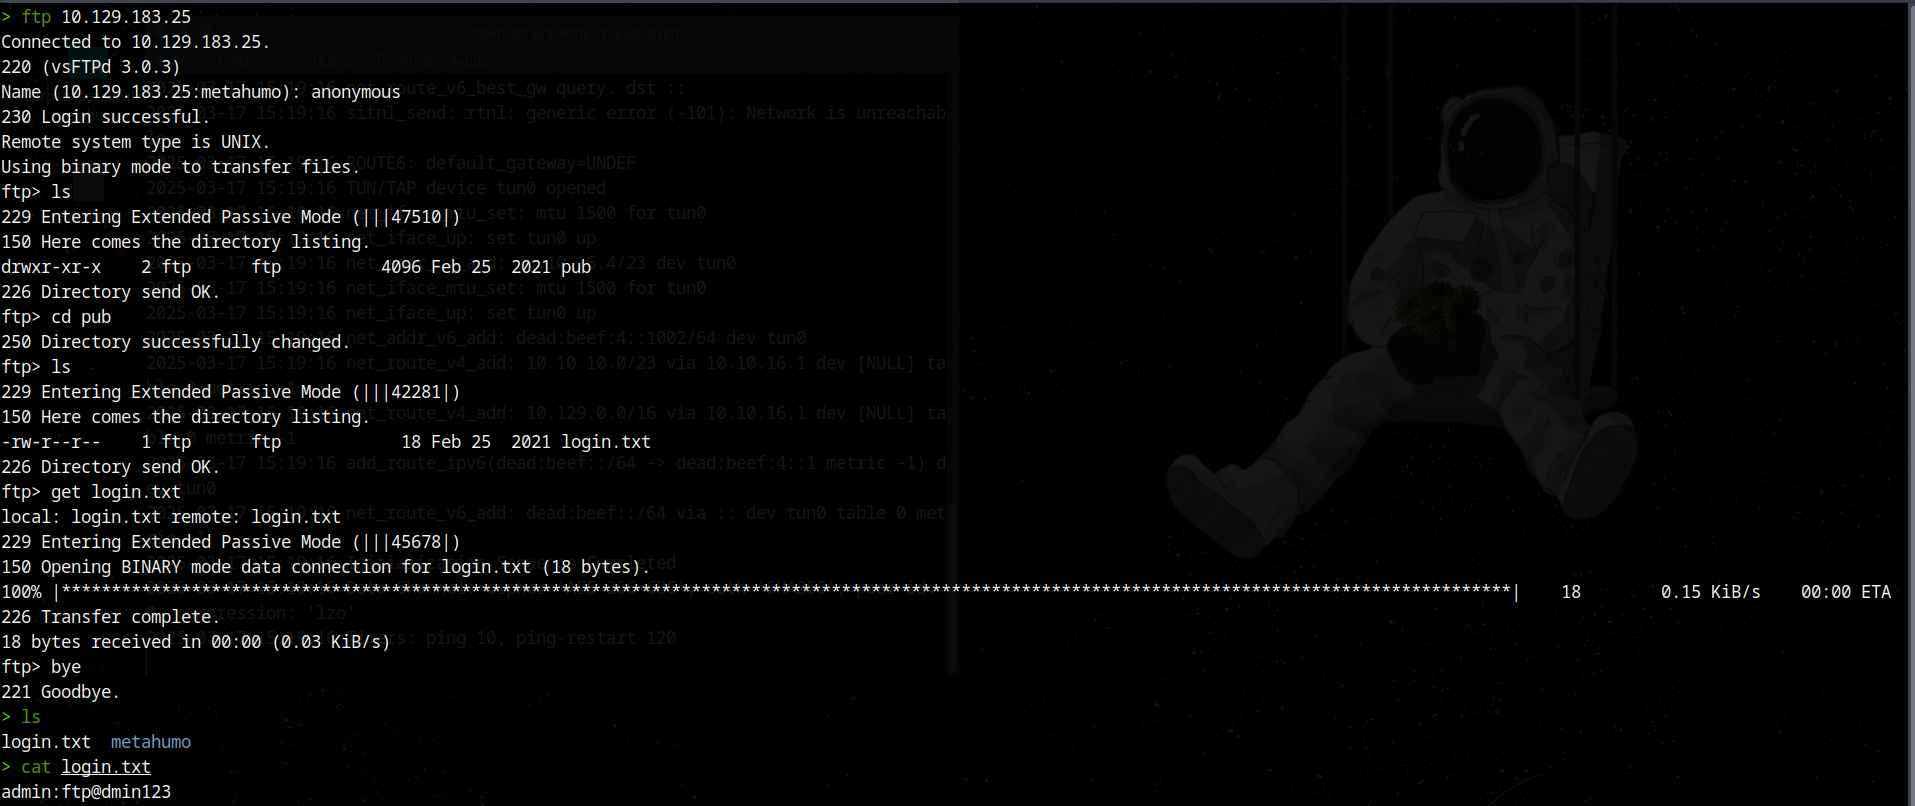 > ftp 10.129.183.25
Connected to 10.129.183.25.
220 (vsFTPd 3.0.3)
Name (10.129.183.25:metahumo): anonymous
230 Login successful.
Remote system type is UNIX.
Using binary mode to transfer files.
ftp> ls
229 Entering Extended Passive Mode (|||47510|)
150 Here comes the directory listing.
drwxr-xr-x    2 ftp      ftp          4096 Feb 25  2021 pub
226 Directory send OK.
ftp> cd pub
250 Directory successfully changed.
ftp> ls
229 Entering Extended Passive Mode (|||42281|)
150 Here comes the directory listing.
-rw-r--r--    1 ftp      ftp            18 Feb 25  2021 login.txt
226 Directory send OK.
ftp> get login.txt
local: login.txt remote: login.txt
229 Entering Extended Passive Mode (|||45678|)
150 Opening BINARY mode data connection for login.txt (18 bytes).
100% |*************************************************************************************************************************************************| 18        0.15 KiB/s    00:00 ETA
226 Transfer complete.
18 bytes received in 00:00 (0.03 KiB/s)
ftp> bye
221 Goodbye.
> ls
login.txt  metahumo
> cat login.txt
admin:ftp@dmin123